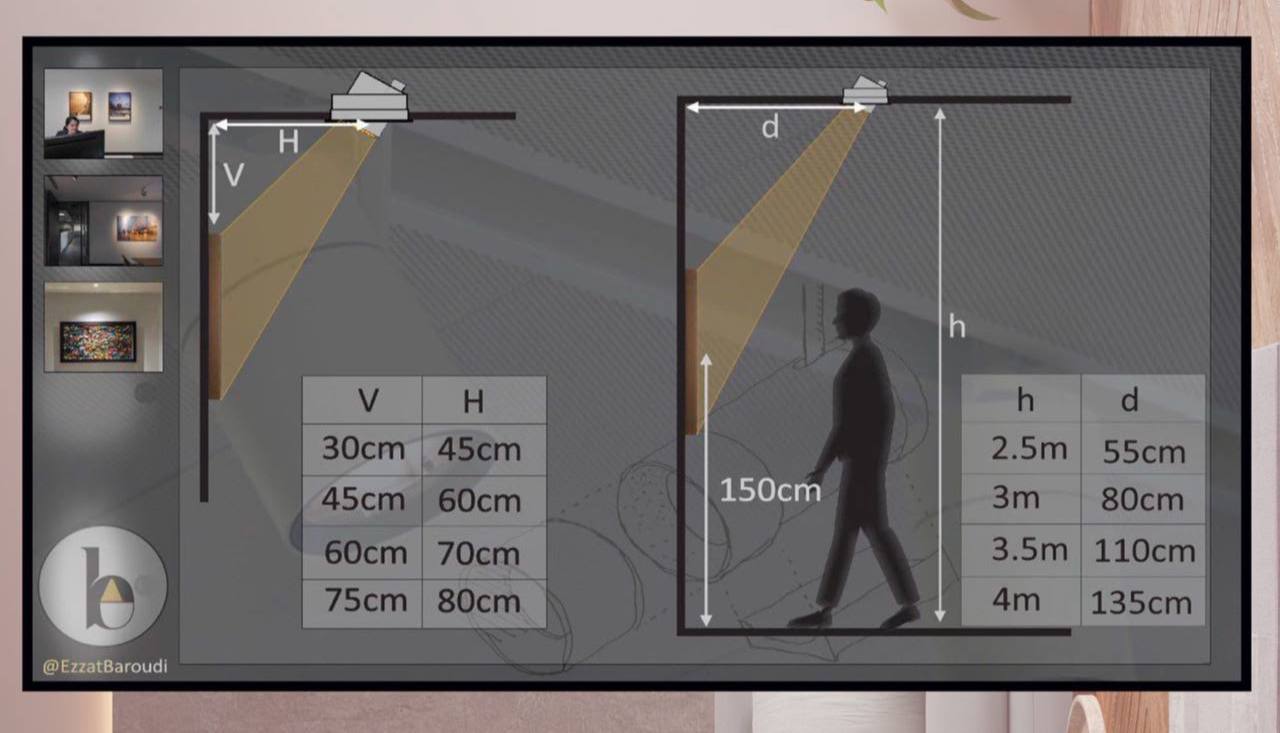 H
V
V H
30cm 45cm
45cm 60cm
60cm 70cm
75cm 80cm
d
h
150cm
h d
2.5m 55cm
3m 80cm
3.5m 110cm
4m 135cm
b
@EzzatBaroudi